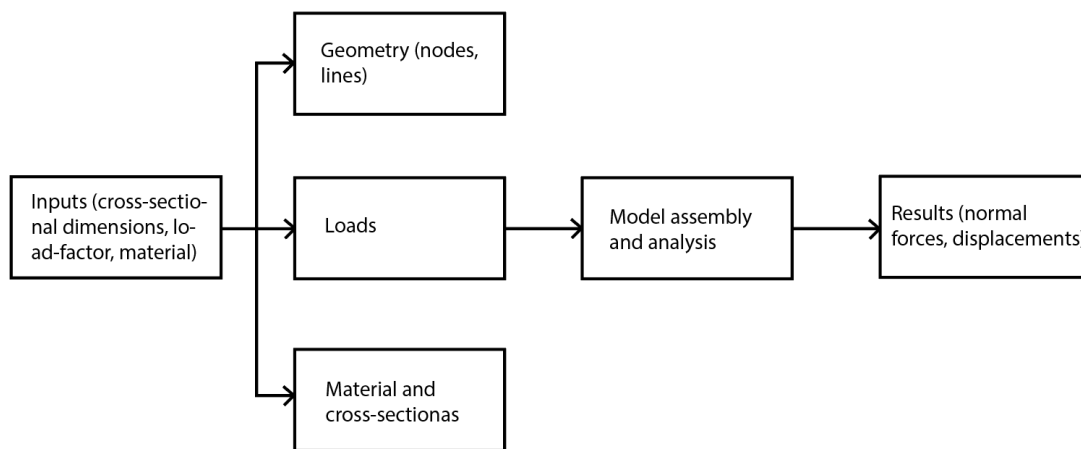 Geometry (nodes,
lines)
Inputs (cross-sectio-
nal dimensions, lo-
ad-factor, material)
Loads
Model assembly
and analysis
Results (normal
forces, displacements)
Material and
cross-sectionas